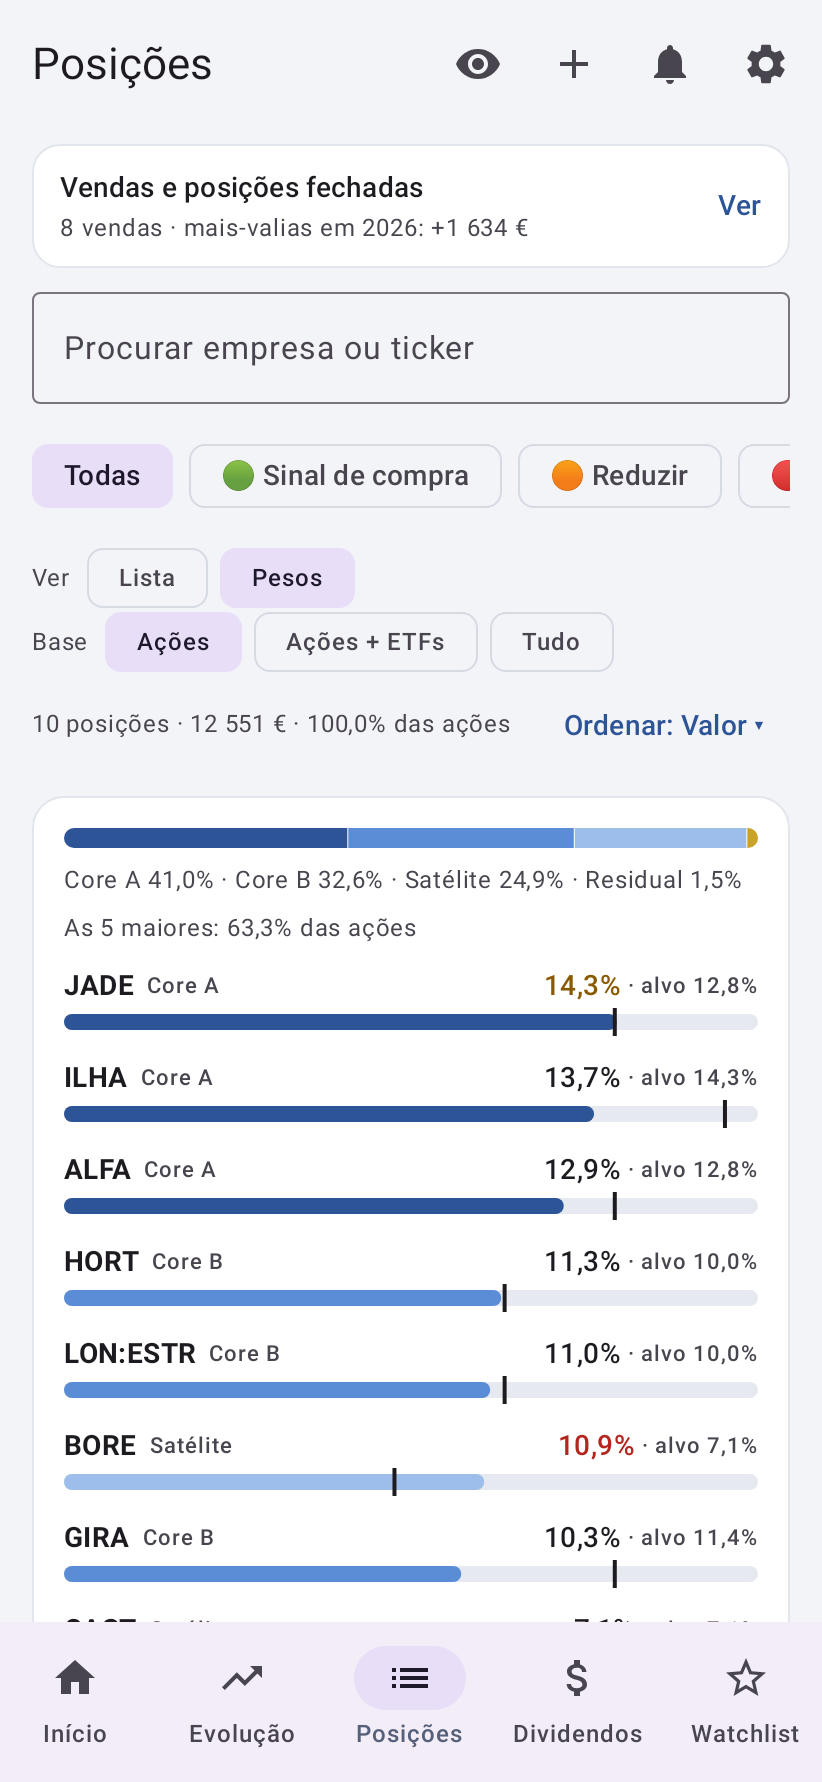 Posições
Vendas e posições fechadas
8 vendas · mais-valias em 2026: +1 634 €
Ver
Procurar empresa ou ticker
Todas
Sinal de compra
Reduzir
Ver
Lista
Pesos
Base
Ações
Ações + ETFs
Tudo
10 posições · 12 551 € · 100,0% das ações
Ordenar: Valor ▾
Core A 41,0% · Core B 32,6% · Satélite 24,9% · Residual 1,5%
As 5 maiores: 63,3% das ações
JADE Core A 14,3% · alvo 12,8%
ILHA Core A 13,7% · alvo 14,3%
ALFA Core A 12,9% · alvo 12,8%
HORT Core B 11,3% · alvo 10,0%
LON:ESTR Core B 11,0% · alvo 10,0%
BORE Satélite 10,9% · alvo 7,1%
GIRA Core B 10,3% · alvo 11,4%
Início
Evolução
Posições
Dividendos
Watchlist